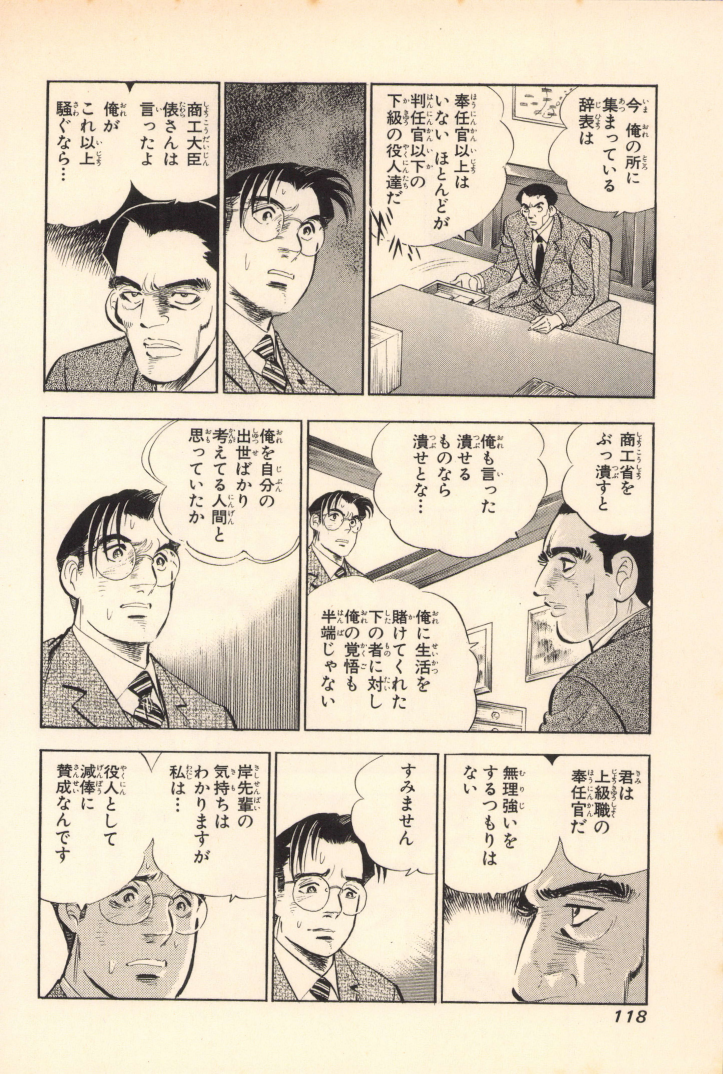 今 俺の所に
集まっている
辞表は
奉任官以上は
いない ほとんどが
判任官以下の
下級の役人達だ
商工大臣
俵さんは
言ったよ
俺が
これ以上
騒ぐなら…
商工省を
ぶっ潰すと
俺も言った
潰せる
ものなら
潰せとな…
俺に生活を
賭けてくれた
下の者に対し
俺の覚悟も
半端じゃない
俺を自分の
出世ばかり
考えてる人間と
思っていたか
君は
上級職の
奉任官だ
無理強いを
するつもりは
ない
すみません
岸先輩の
気持ちは
わかりますが
私は…
役人として
減俸に
賛成なんです
118